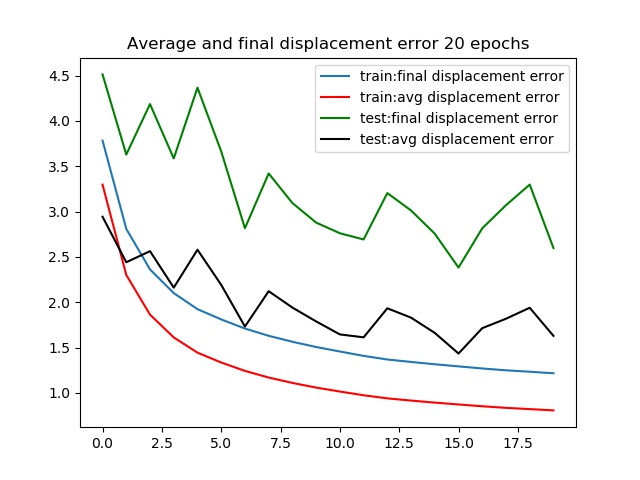 Average and final displacement error 20 epochs
train:final displacement error
train:avg displacement error
test:final displacement error
test:avg displacement error
4.5
4.0
3.5
3.0
2.5
2.0
1.5
1.0
0.0 2.5 5.0 7.5 10.0 12.5 15.0 17.5